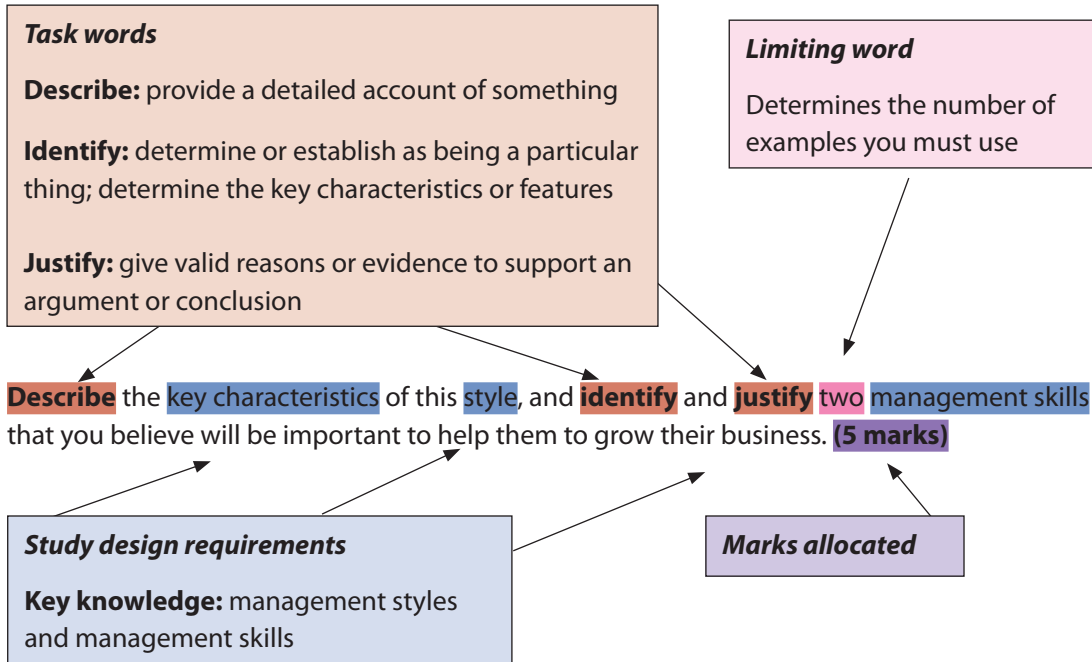 Task words
Describe: provide a detailed account of something
Identify: determine or establish as being a particular
thing; determine the key characteristics or features
Justify: give valid reasons or evidence to support an
argument or conclusion
Limiting word
Determines the number of
examples you must use
Describe the key characteristics of this style, and identify and justify two management skills
that you believe will be important to help them to grow their business. (5 marks)
Study design requirements
Key knowledge: management styles
and management skills
Marks allocated